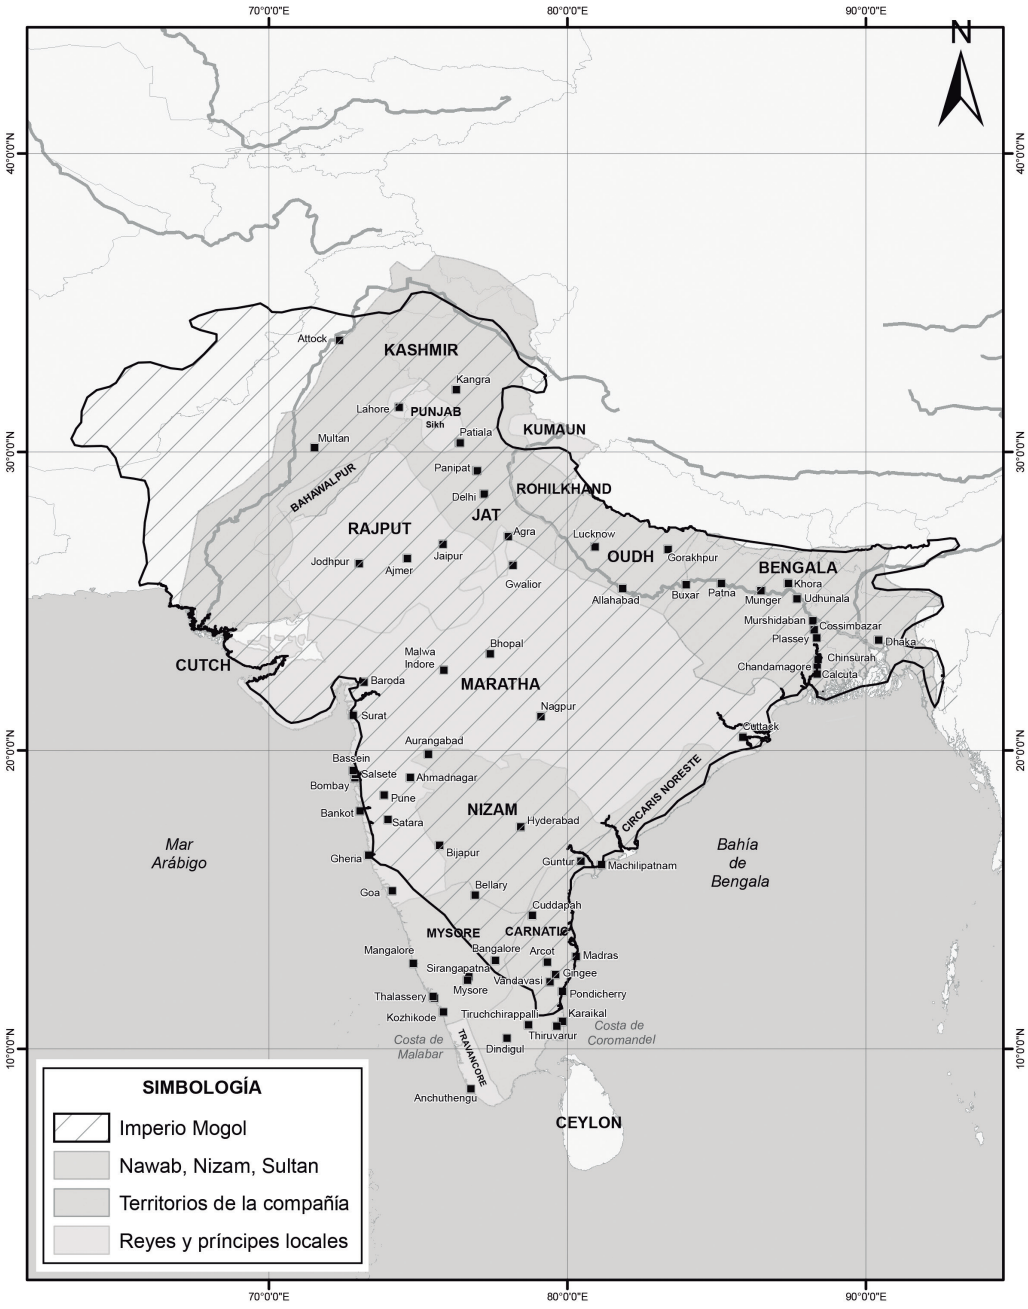 70°0'0"E
80°0'0"E
90°0'0"E
N
40°0'0"N
40°0'0"N
Attock
KASHMIR
Kangra
Lahore
PUNJAB
Sikh
KUMAUN
Patiala
Multan
30°0'0"N
30°0'0"N
Panipat
BAHAWALPUR
ROHILKHAND
Delhi
JAT
RAJPUT
Agra
Lucknow
Jaipur
OUDH
Gorakhpur
Jodhpur
Ajmer
BENGALA
Gwalior
Khora
Allahabad
Buxar
Patna
Munger
Udhunala
Murshidaban
Cossimbazar
Plassey
Dhaka
Bhopal
Malwa
Indore
CUTCH
Chinsurah
Chandamagore
Calcuta
Baroda
MARATHA
Nagpur
Surat
Cuttack
Aurangabad
20°0'0"N
20°0'0"N
Bassein
Salsete
Ahmadnagar
Bombay
CIRCARIS NORESTE
Pune
NIZAM
Bankot
Satara
Hyderabad
Mar
Arábigo
Bahía
de
Bengala
Bijapur
Gheria
Guntur
Machilipatnam
Goa
Bellary
Cuddapah
MYSORE
CARNATIC
Mangalore
Bangalore
Arcot
Madras
Sirangapatna
Gingee
Vandavasi
Mysore
Thalassery
Pondicherry
Kozhikode
Tiruchchirappalli
Karaikal
Costa de
Malabar
Thiruvarur
Costa de
Coromandel
Dindigul
10°0'0"N
10°0'0"N
TRAVANCORE
Anchuthengu
CEYLON
SIMBOLOGÍA
Imperio Mogol
Nawab, Nizam, Sultan
Territorios de la compañía
Reyes y príncipes locales
70°0'0"E
80°0'0"E
90°0'0"E